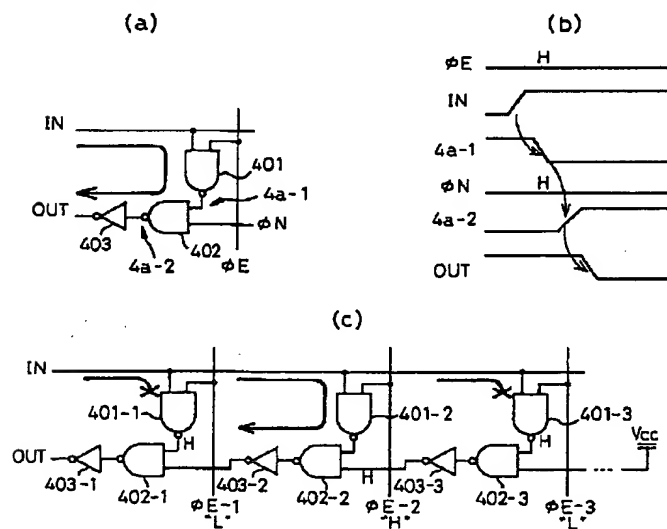 (a)
IN
401
4a-1
OUT
φN
403
402
4a-2
φE
(b)
φE
H
IN
4a-1
φN
H
4a-2
OUT
(c)
IN
401-1
401-2
401-3
H
H
VCC
OUT
H
...
403-1
402-1
403-2
402-2
403-3
402-3
φE-1
"L"
φE-2
"H"
φE-3
"L"